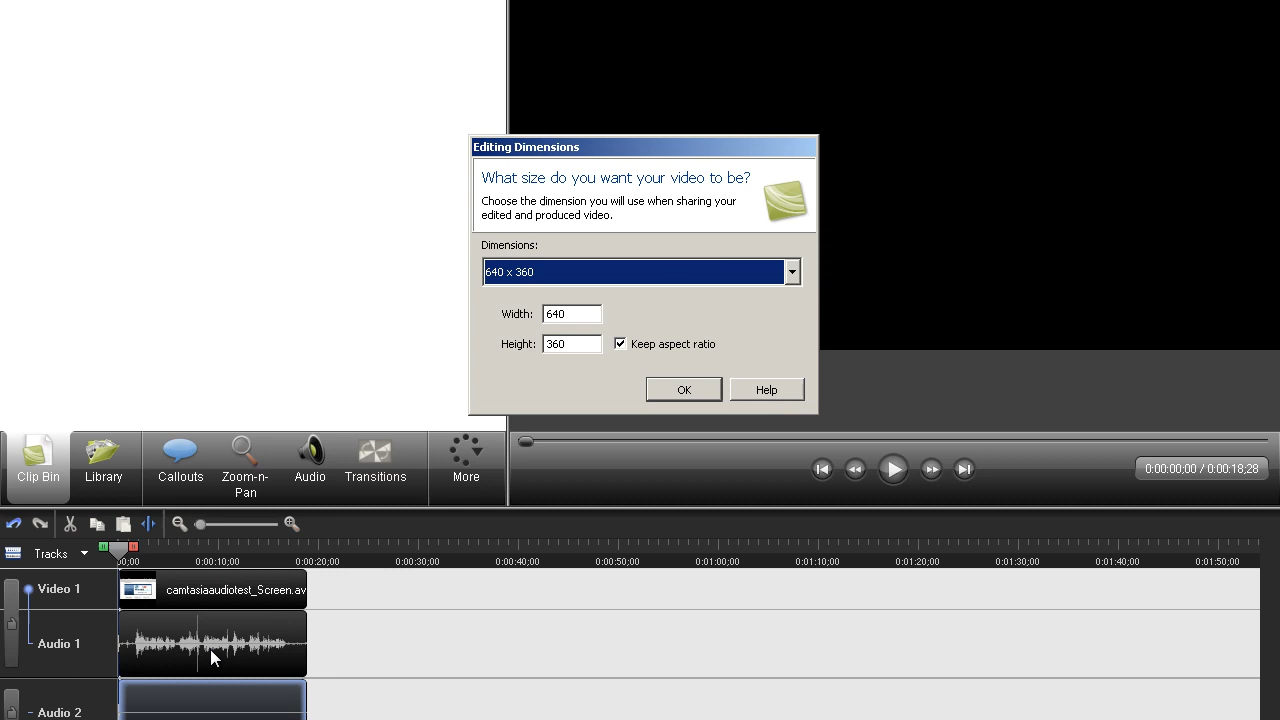 Editing Dimensions
What size do you want your video to be?
Choose the dimension you will use when sharing your
edited and produced video.
Dimensions:
640 x 360
Width: 640
Height: 360 Keep aspect ratio
OK Help
Clip Bin Library Callouts Zoom-n-Pan Audio Transitions More
0:00:00;00 / 0:00:18;28
Tracks
00;00 0:00:10;00 0:00:20;00 0:00:30;00 0:00:40;00 0:00:50;00 0:01:00;00 0:01:10;00 0:01:20;00 0:01:30;00 0:01:40;00 0:01:50;00
Video 1 camtasiaaudiotest_Screen.av
Audio 1
Audio 2